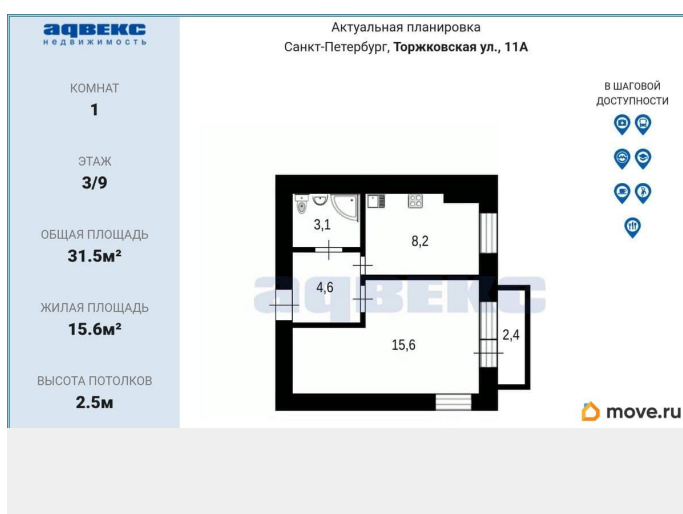 адвекс
недвижимость
Актуальная планировка
Санкт-Петербург, Торжковская ул., 11А
КОМНАТ
1
ЭТАЖ
3/9
ОБЩАЯ ПЛОЩАДЬ
31.5м²
ЖИЛАЯ ПЛОЩАДЬ
15.6м²
ВЫСОТА ПОТОЛКОВ
2.5м
В ШАГОВОЙ
ДОСТУПНОСТИ
3,1
8,2
4,6
адвекс
15,6
2,4
move.ru